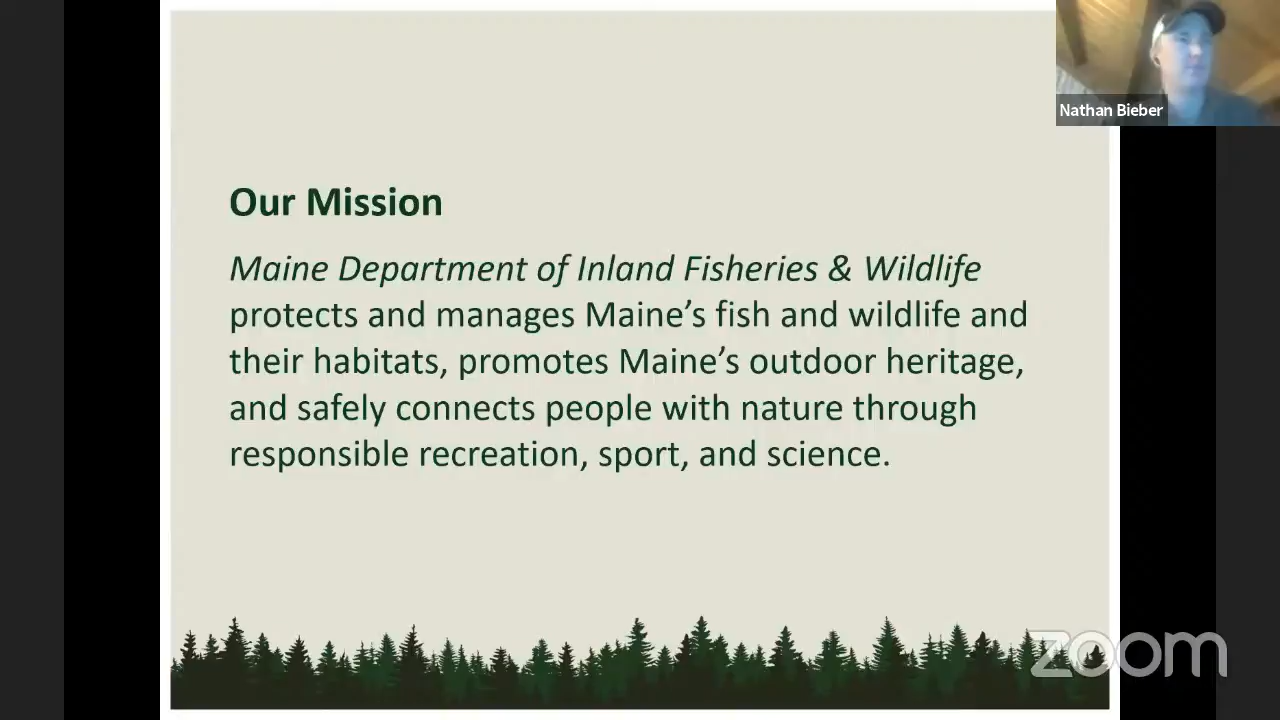 Nathan Bieber
Our Mission
Maine Department of Inland Fisheries & Wildlife
protects and manages Maine’s fish and wildlife and
their habitats, promotes Maine’s outdoor heritage,
and safely connects people with nature through
responsible recreation, sport, and science.
zoom